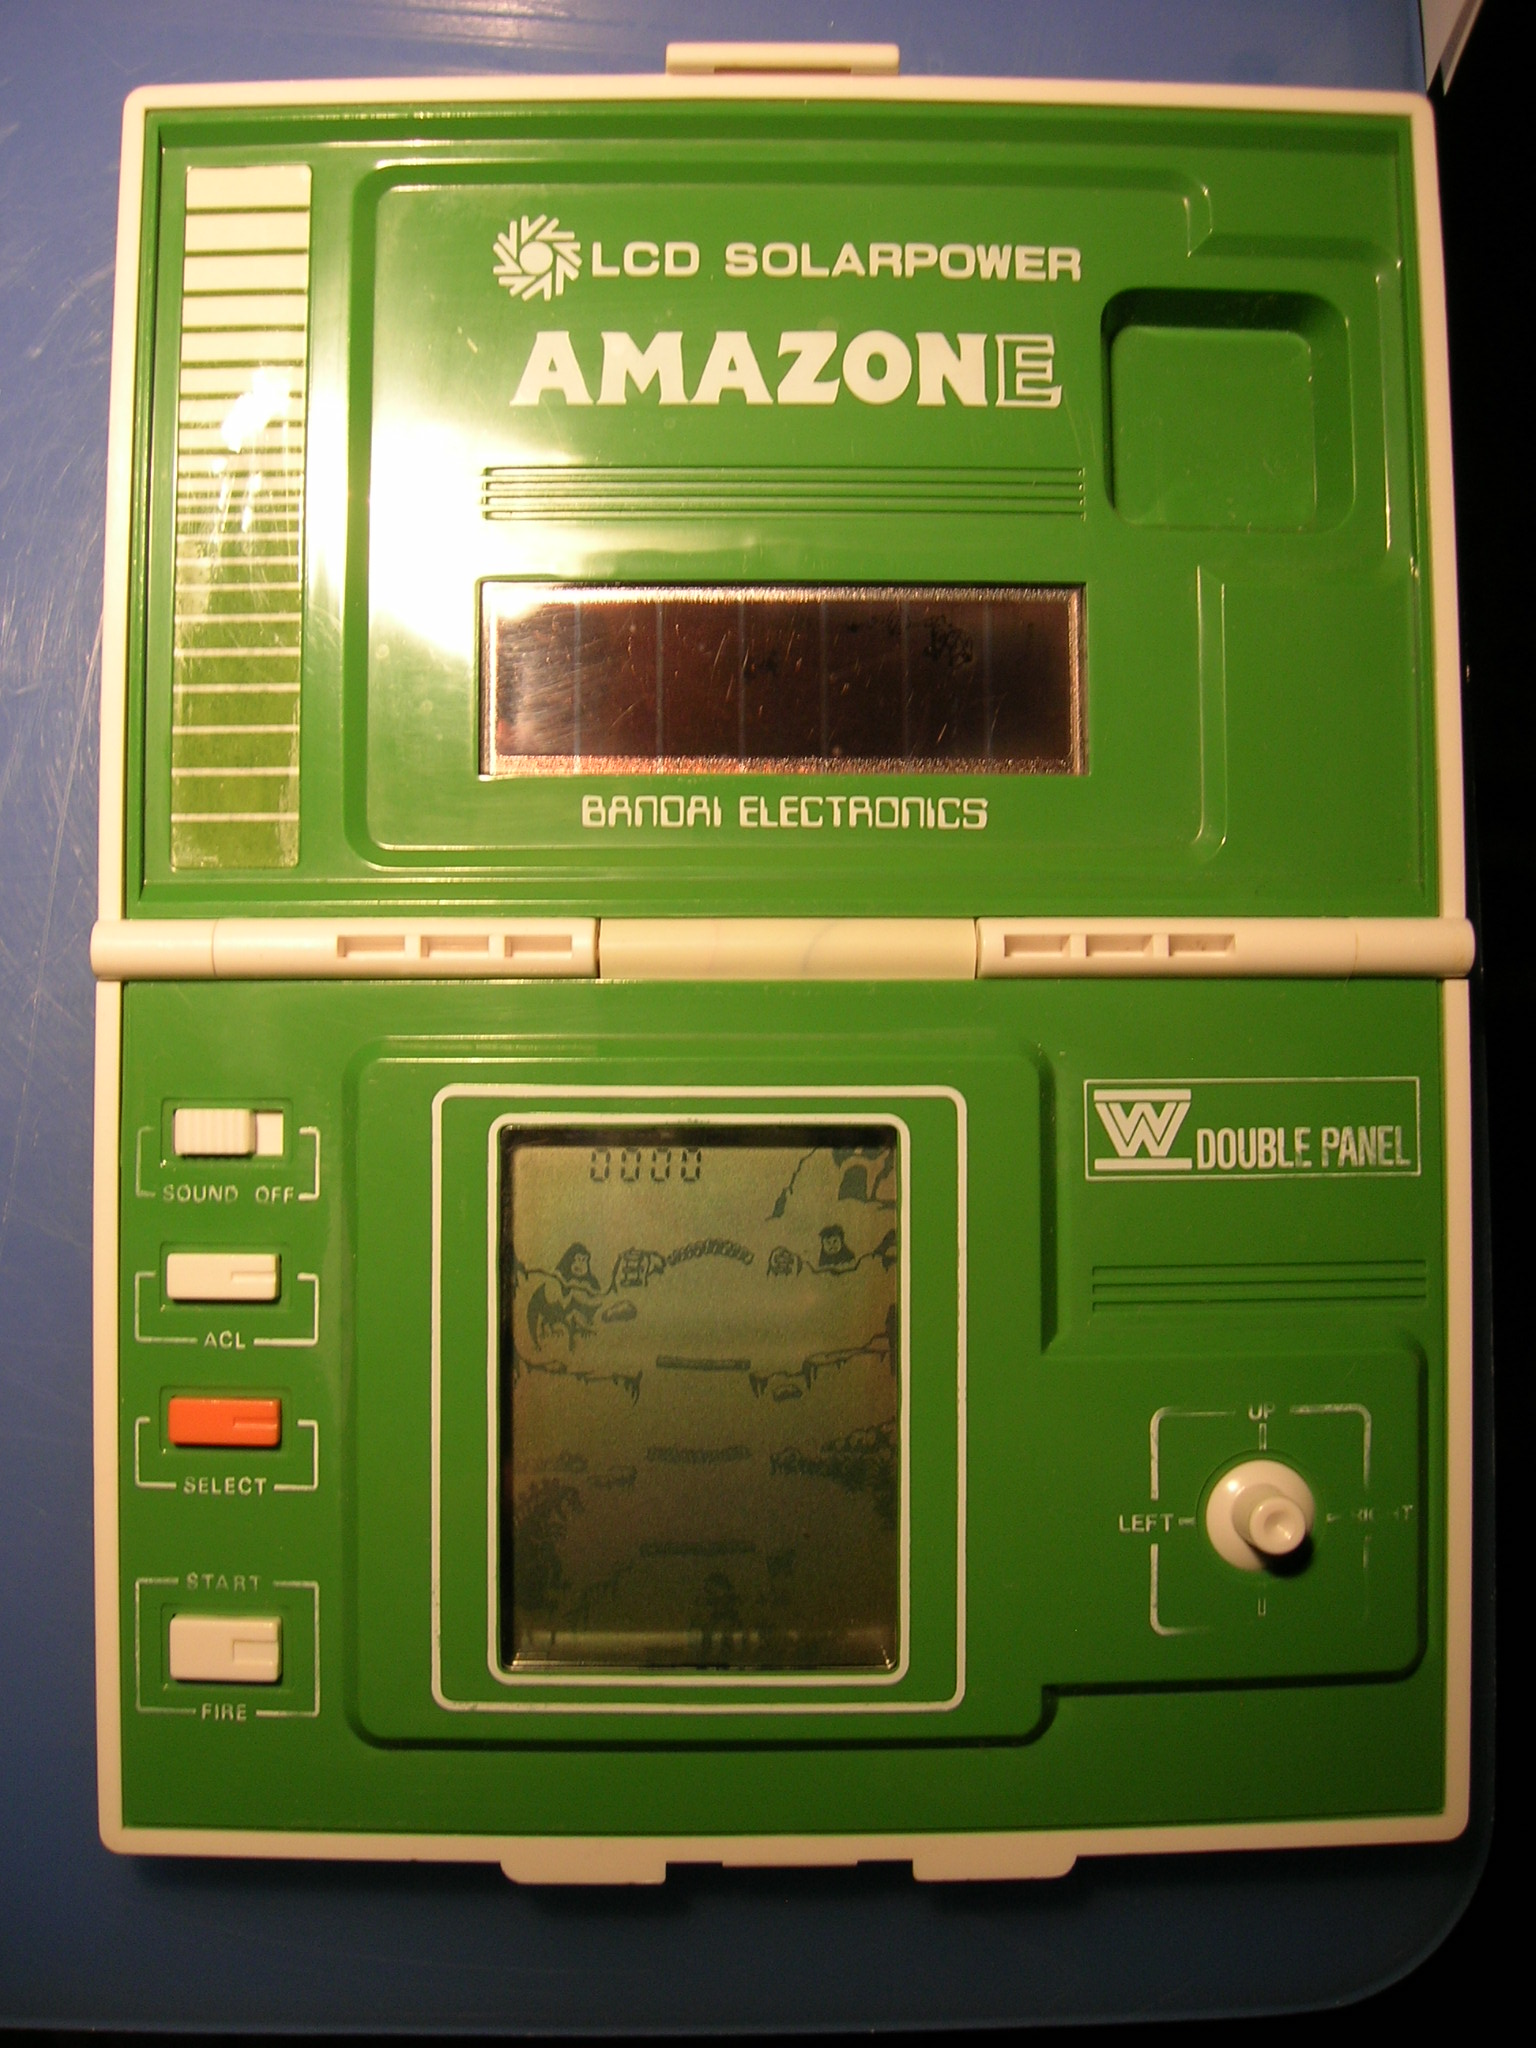 LCD SOLARPOWER
AMAZONE
BANDAI ELECTRONICS
W DOUBLE PANEL
SOUND OFF
0000
ACL
SELECT
START
FIRE
UP
LEFT